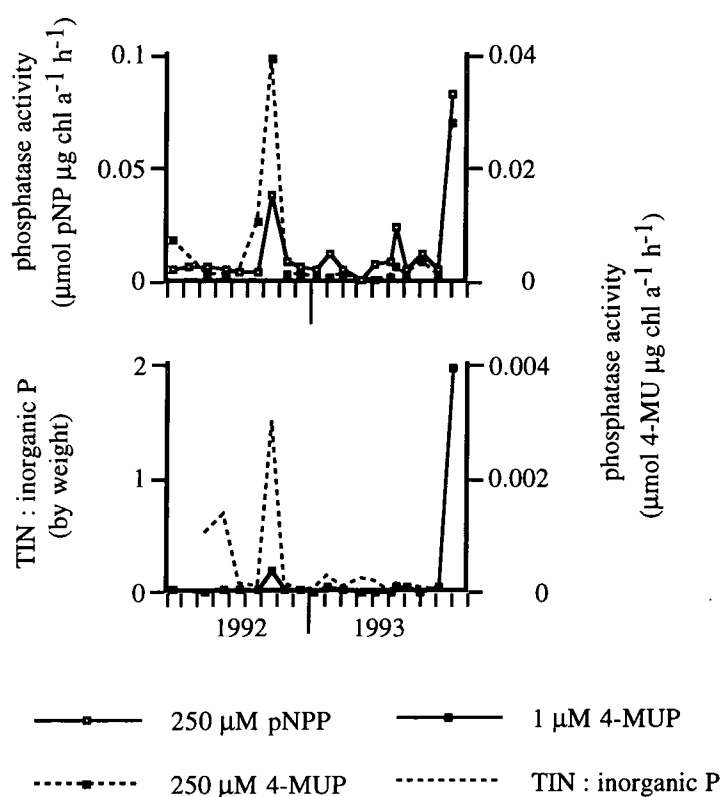 phosphatase activity
(µmol pNP µg chl a⁻¹ h⁻¹)
0.1
0.05
0
0.04
0.02
0
TIN : inorganic P
(by weight)
2
1
0
0.004
0.002
0
phosphatase activity
(µmol 4-MU µg chl a⁻¹ h⁻¹)
1992 1993
250 µM pNPP 1 µM 4-MUP
250 µM 4-MUP TIN : inorganic P